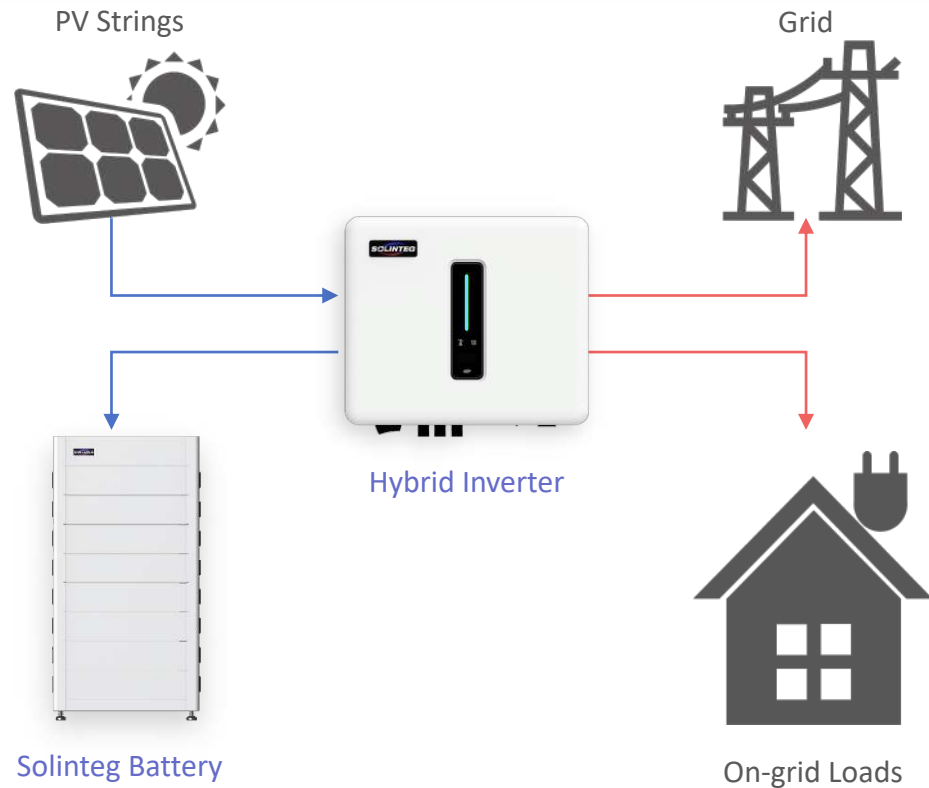 PV Strings
Grid
SOLINTEG
Hybrid Inverter
Solinteg Battery
On-grid Loads